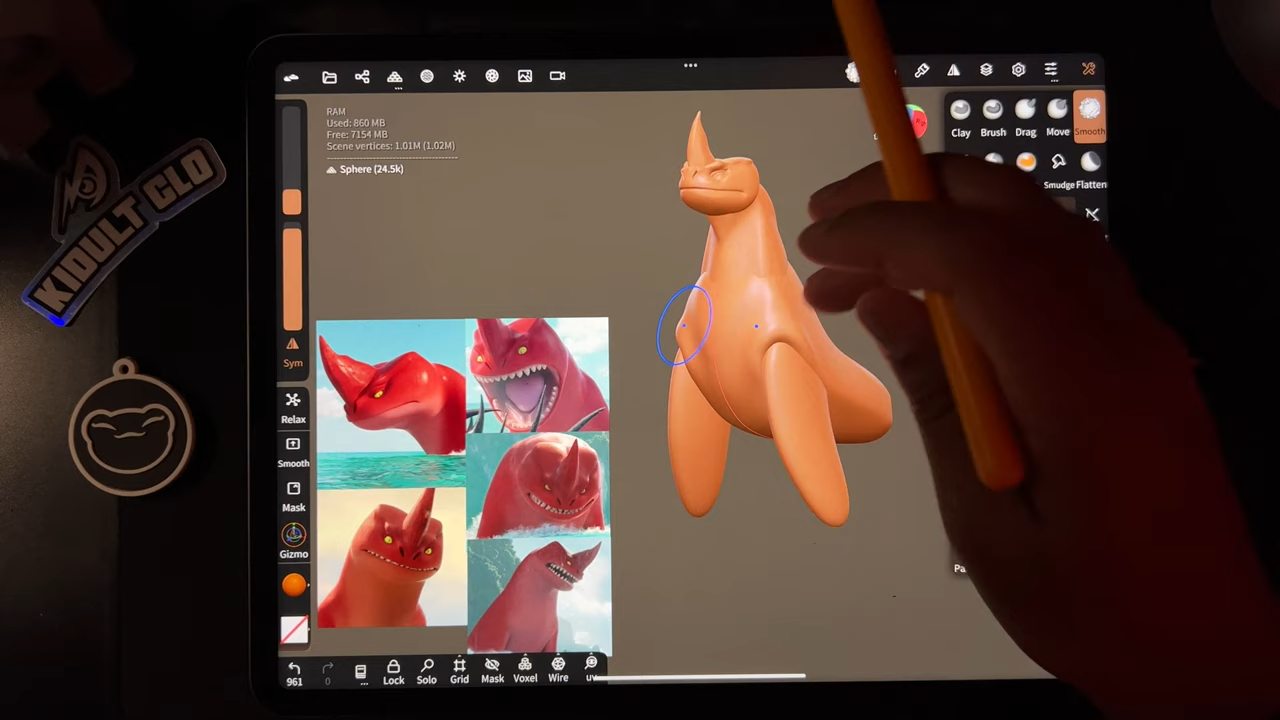 RAM
Used: 860 MB
Free: 7154 MB
Scene vertices: 1.01M (1.02M)
Sphere (24.5k)
Clay Brush Drag Move Smooth
Smudge Flatten
KIDULT CLO
Sym
Relax
Smooth
Mask
Gizmo
961 0 Lock Solo Grid Mask Voxel Wire uv